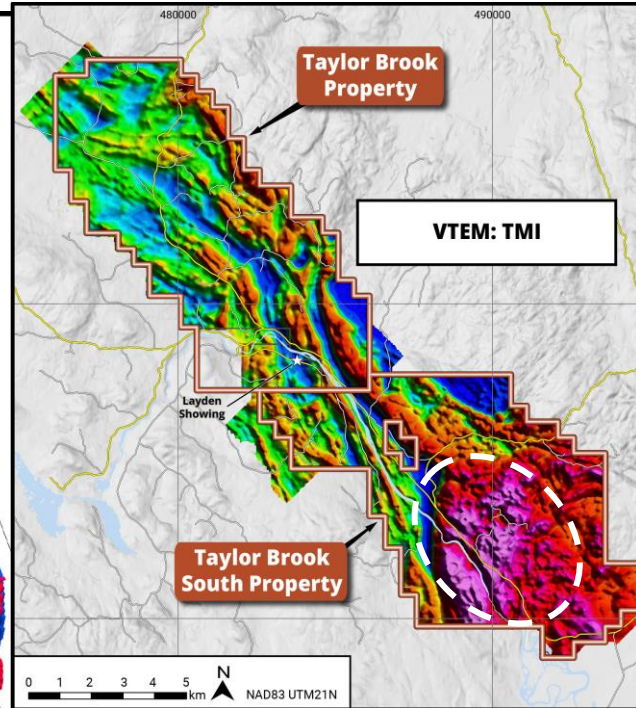 480000
490000
Taylor Brook
Property
VTEM: TMI
Layden
Showing
Taylor Brook
South Property
0 1 2 3 4 5
km
N
NAD83 UTM21N